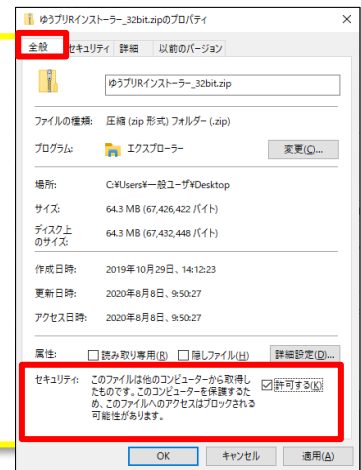 ゆうプリRインストーラー_32bit.zipのプロパティ
全般 セキュリティ 詳細 以前のバージョン
ゆうプリRインストーラー_32bit.zip
ファイルの種類: 圧縮 (zip 形式) フォルダー (.zip)
プログラム: エクスプローラー 変更(C)...
場所: C:¥Users¥一般ユーザ¥Desktop
サイズ: 64.3 MB (67,426,422 バイト)
ディスク上
のサイズ: 64.3 MB (67,432,448 バイト)
作成日時: 2019年10月29日、14:12:23
更新日時: 2020年8月8日、9:50:27
アクセス日時: 2020年8月8日、9:50:27
属性: 読み取り専用(R) 隠しファイル(H) 詳細設定(D)...
セキュリティ: このファイルは他のコンピューターから取得し
たものです。このコンピューターを保護するた 許可する(K)
め、このファイルへのアクセスはブロックされる
可能性があります。
OK キャンセル 適用(A)